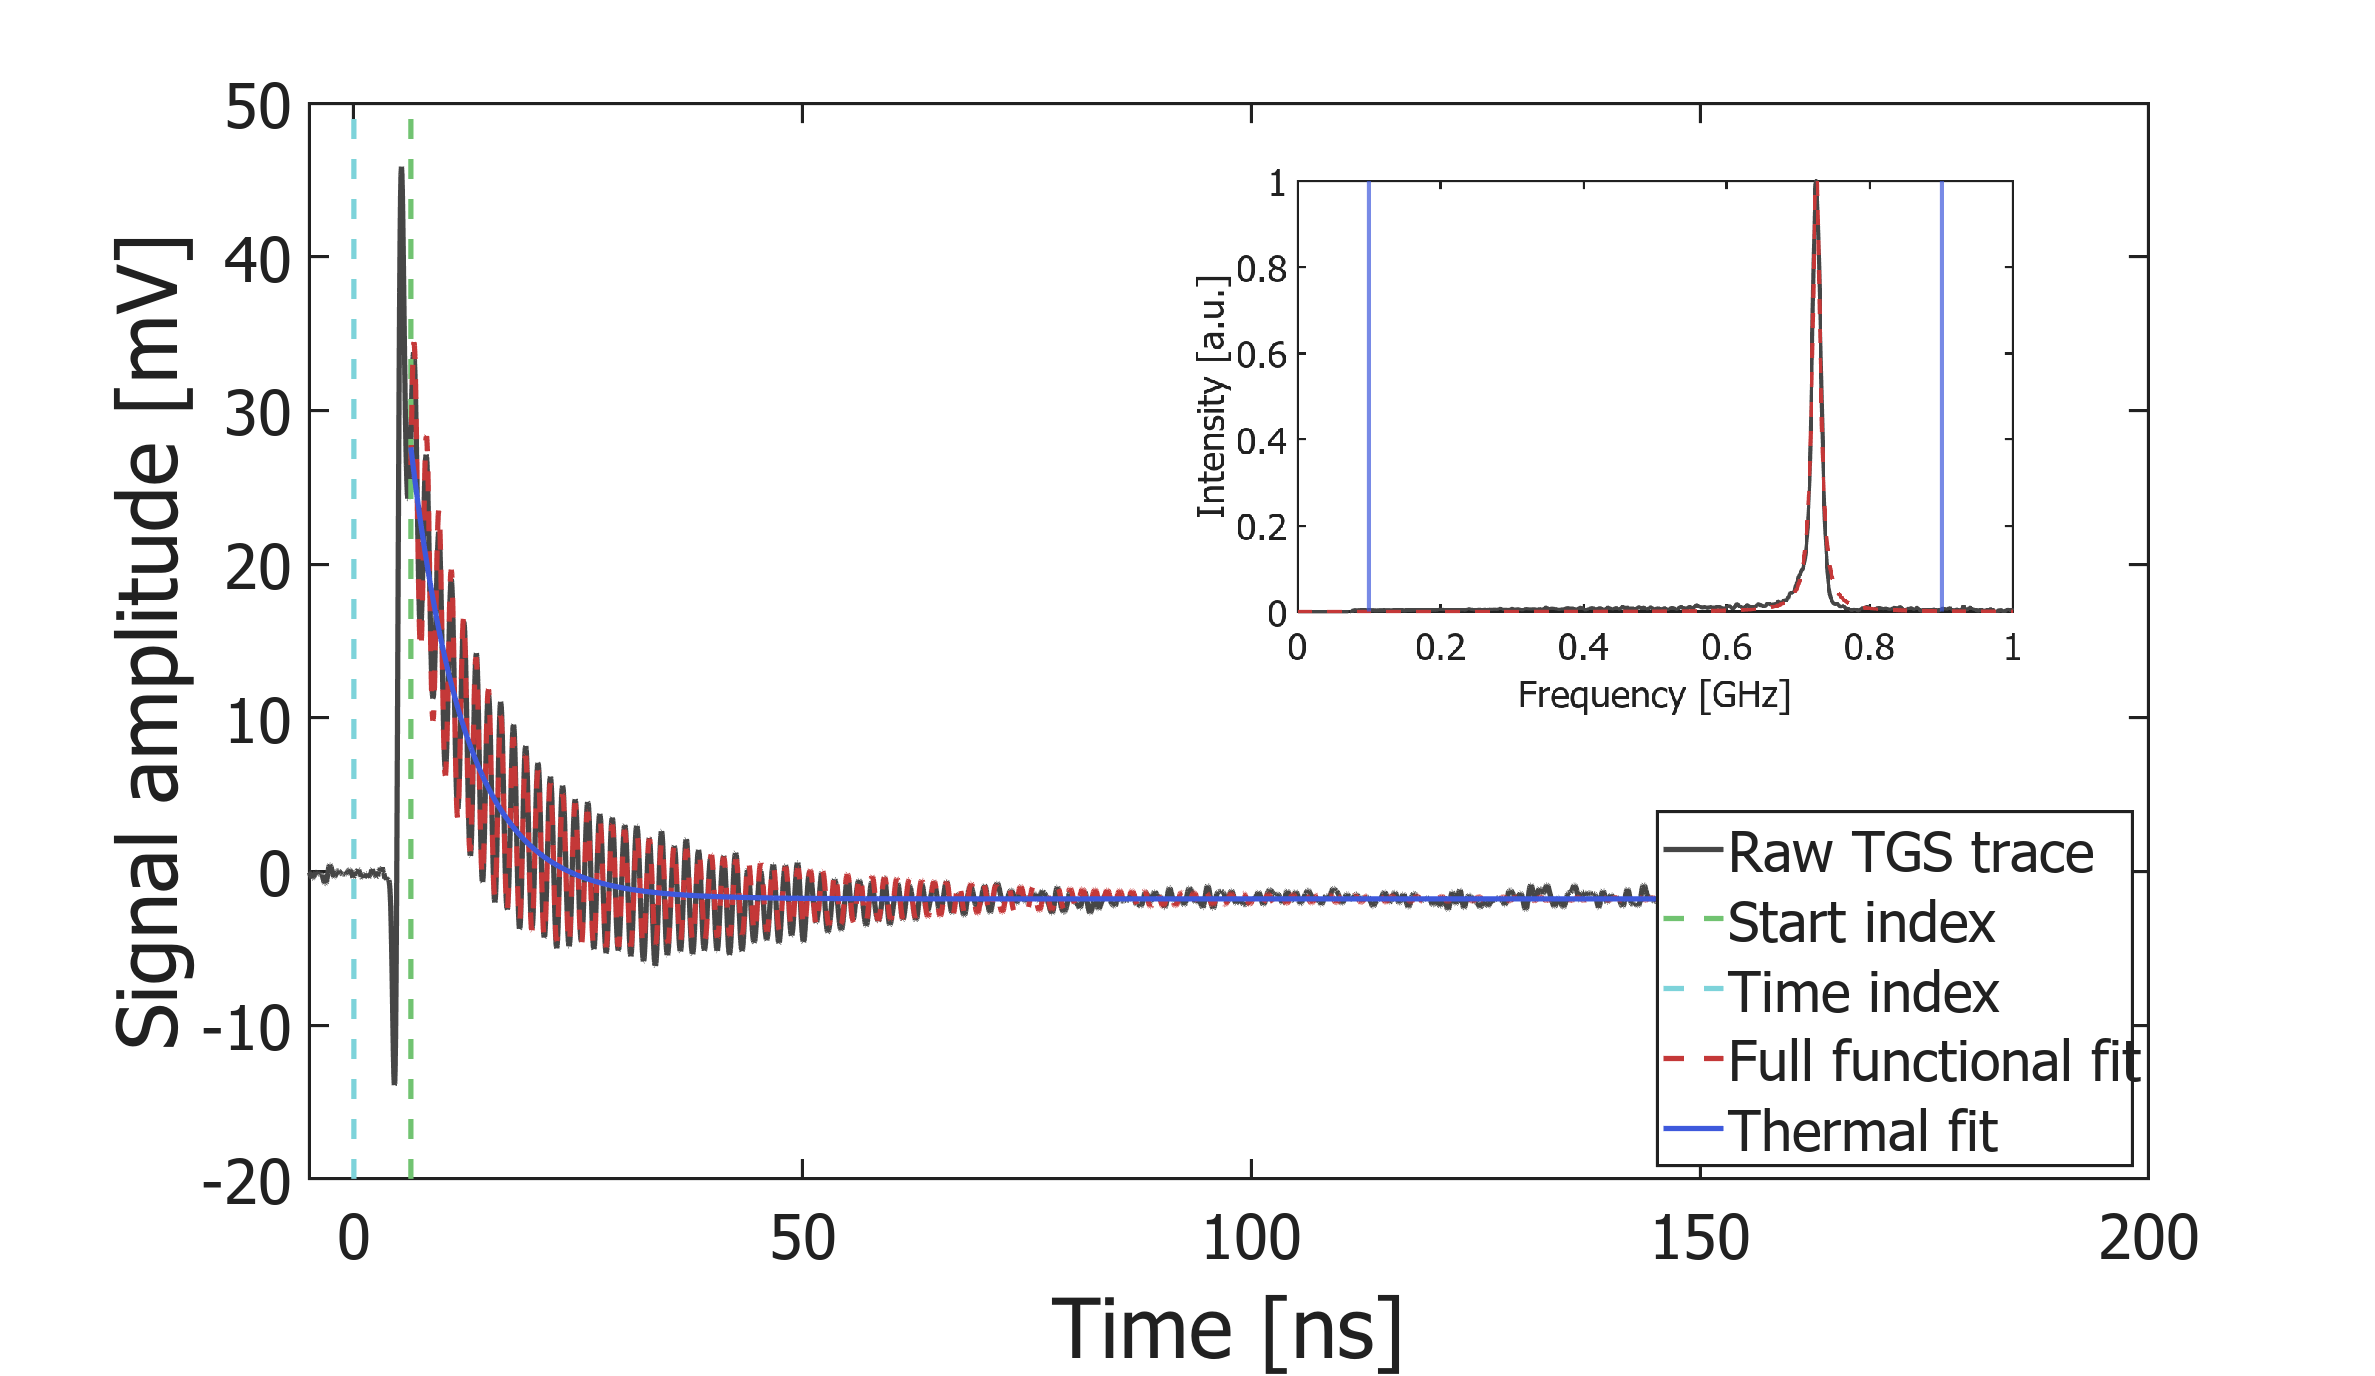 Signal amplitude [mV]
50
40
30
20
10
0
-10
-20
0
50
100
150
200
Time [ns]
Intensity [a.u.]
1
0.8
0.6
0.4
0.2
0
0
0.2
0.4
0.6
0.8
1
Frequency [GHz]
Raw TGS trace
Start index
Time index
Full functional fit
Thermal fit